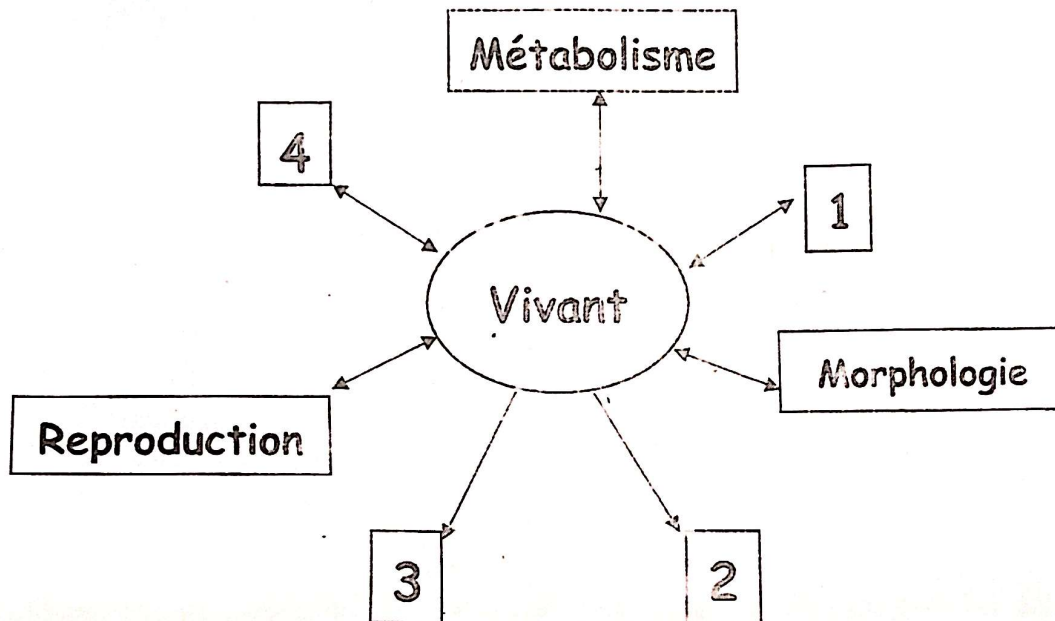 Métabolisme
4
1
Vivant
Morphologie
Reproduction
3
2